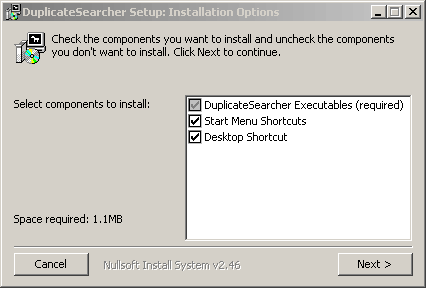 DuplicateSearcher Setup: Installation Options
Check the components you want to install and uncheck the components
you don't want to install. Click Next to continue.
Select components to install:
DuplicateSearcher Executables (required)
Start Menu Shortcuts
Desktop Shortcut
Space required: 1.1MB
Cancel
Nullsoft Install System v2.46
Next >